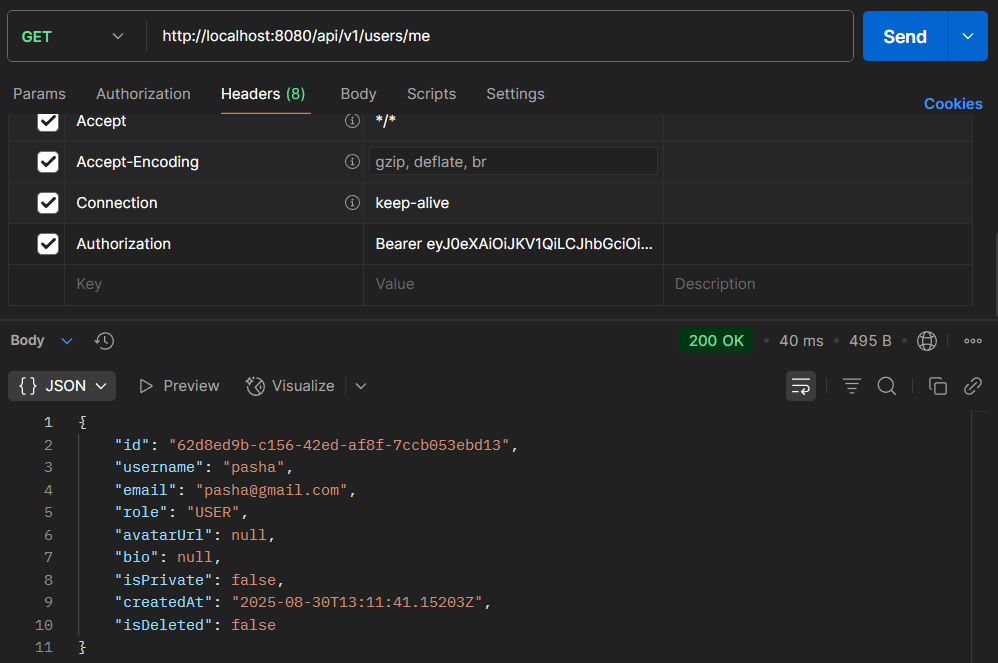 GET http://localhost:8080/api/v1/users/me Send
Params Authorization Headers (8) Body Scripts Settings Cookies
Accept */*
Accept-Encoding gzip, deflate, br
Connection keep-alive
Authorization Bearer eyJ0eXAiOiJKV1QiLCJhbGciOi...
Key Value Description
Body 200 OK 40 ms 495 B
{} JSON Preview Visualize
1 {
2 "id": "62d8ed9b-c156-42ed-af8f-7ccb053ebd13",
3 "username": "pasha",
4 "email": "pasha@gmail.com",
5 "role": "USER",
6 "avatarUrl": null,
7 "bio": null,
8 "isPrivate": false,
9 "createdAt": "2025-08-30T13:11:41.15203Z",
10 "isDeleted": false
11 }